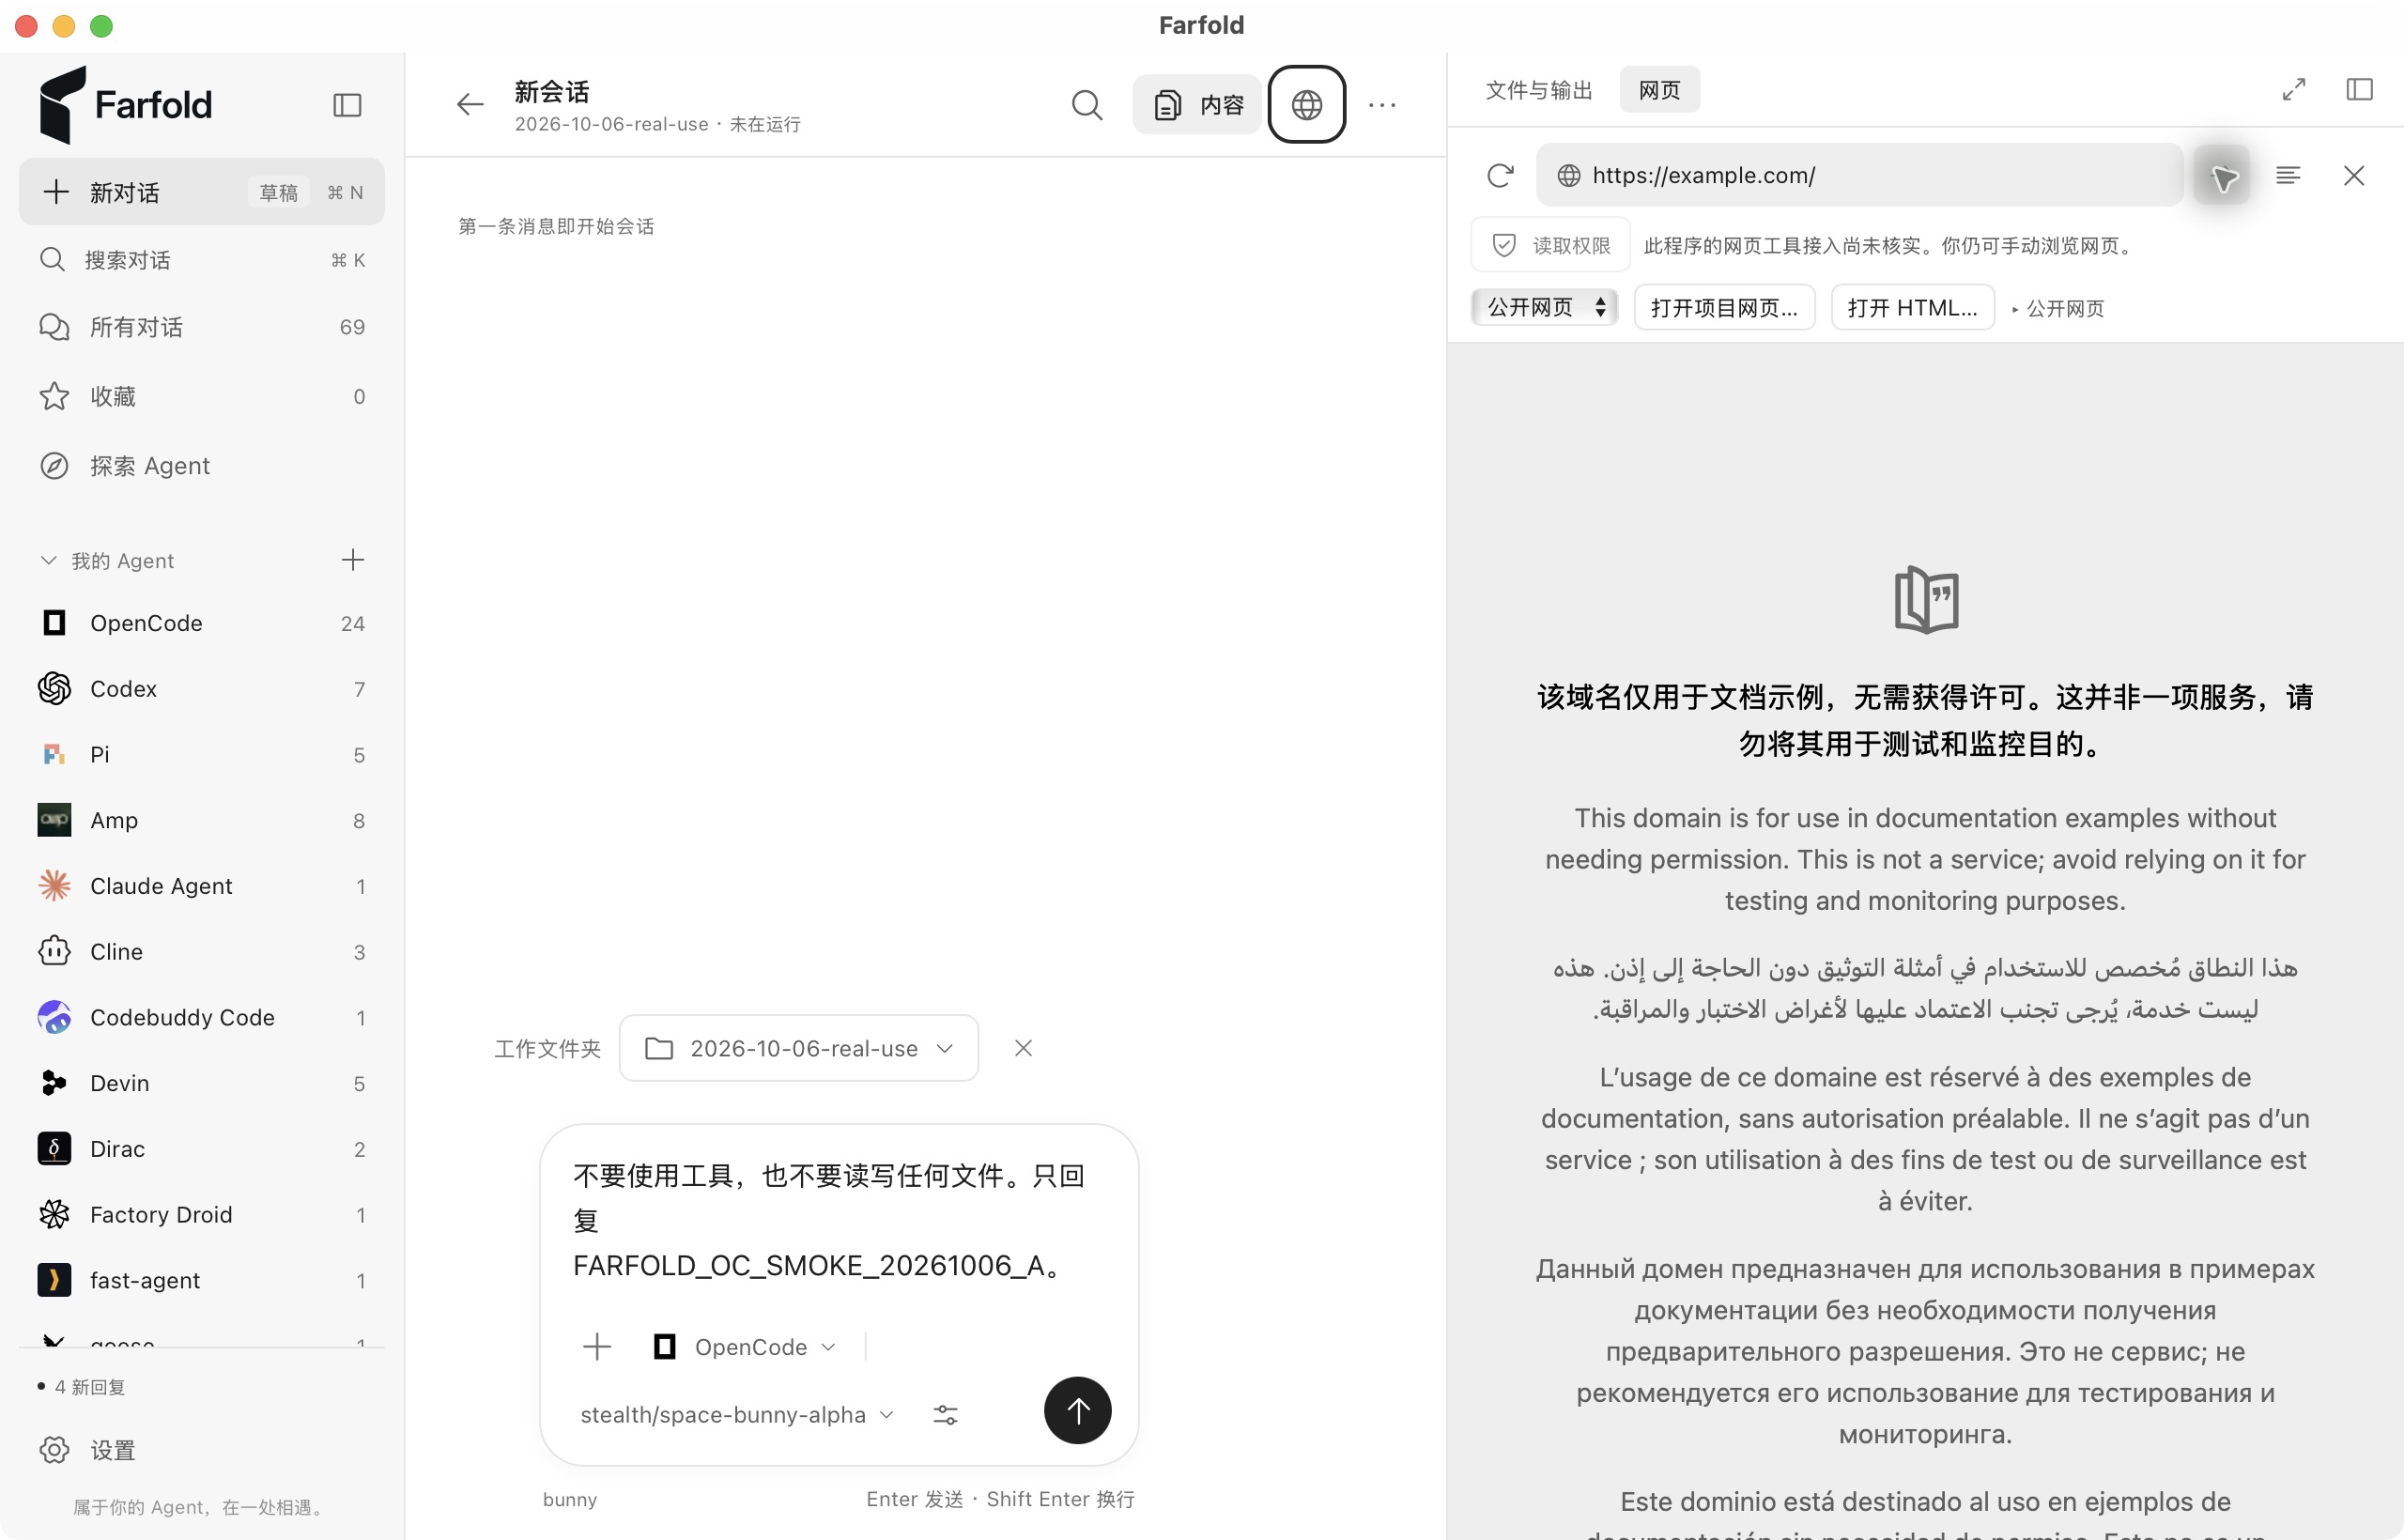 Farfold
Farfold
新对话 草稿 ⌘ N
搜索对话 ⌘ K
所有对话 69
收藏 0
探索 Agent
我的 Agent
OpenCode 24
Codex 7
Pi 5
Amp 8
Claude Agent 1
Cline 3
Codebuddy Code 1
Devin 5
Dirac 2
Factory Droid 1
fast-agent 1
4 新回复
设置
属于你的 Agent，在一处相遇。
新会话
2026-10-06-real-use · 未在运行
内容
第一条消息即开始会话
工作文件夹 2026-10-06-real-use
不要使用工具，也不要读写任何文件。只回
复
FARFOLD_OC_SMOKE_20261006_A。
OpenCode
stealth/space-bunny-alpha
bunny Enter 发送 · Shift Enter 换行
文件与输出 网页
https://example.com/
读取权限 此程序的网页工具接入尚未核实。你仍可手动浏览网页。
公开网页 打开项目网页... 打开 HTML... 公开网页
该域名仅用于文档示例，无需获得许可。这并非一项服务，请
勿将其用于测试和监控目的。
This domain is for use in documentation examples without
needing permission. This is not a service; avoid relying on it for
testing and monitoring purposes.
هذا النطاق مُخصص للاستخدام في أمثلة التوثيق دون الحاجة إلى إذن. هذه
ليست خدمة، يُرجى تجنب الاعتماد عليها لأغراض الاختبار والمراقبة.
L’usage de ce domaine est réservé à des exemples de
documentation, sans autorisation préalable. Il ne s’agit pas d’un
service ; son utilisation à des fins de test ou de surveillance est
à éviter.
Данный домен предназначен для использования в примерах
документации без необходимости получения
предварительного разрешения. Это не сервис; не
рекомендуется его использование для тестирования и
мониторинга.
Este dominio está destinado al uso en ejemplos de